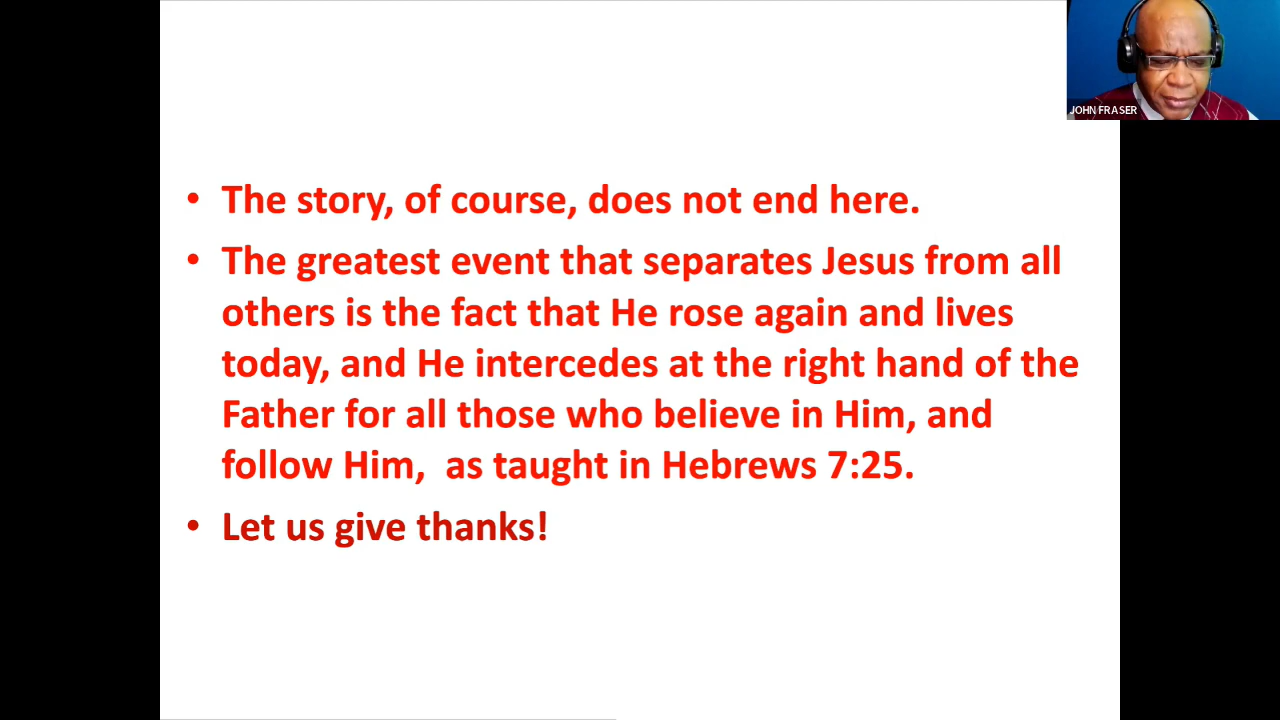 JOHN FRASER
• The story, of course, does not end here.
• The greatest event that separates Jesus from all
others is the fact that He rose again and lives
today, and He intercedes at the right hand of the
Father for all those who believe in Him, and
follow Him,  as taught in Hebrews 7:25.
• Let us give thanks!